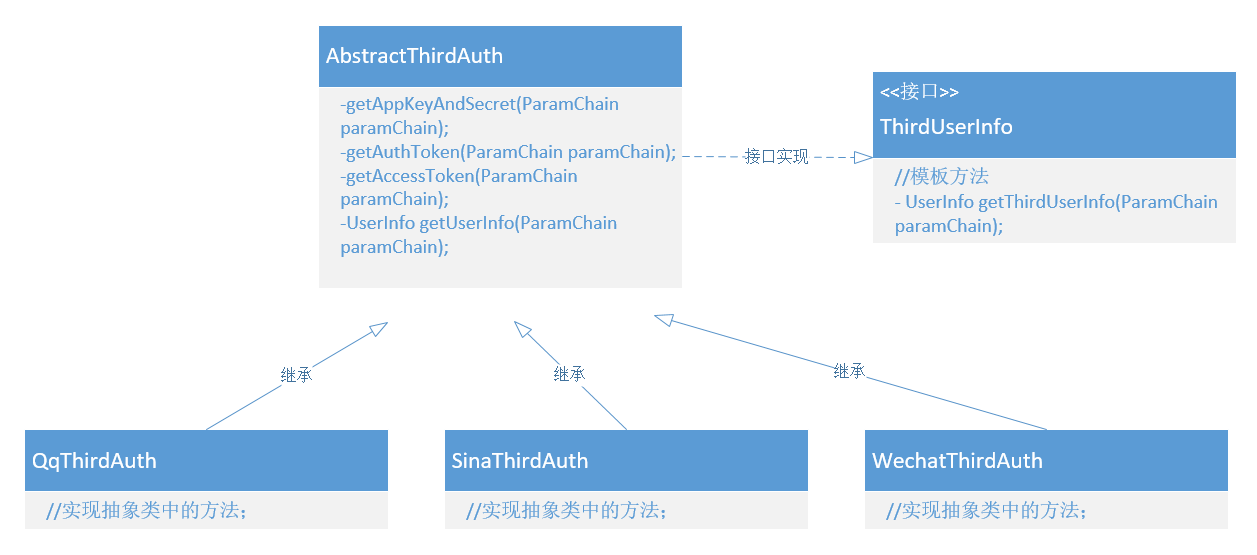 AbstractThirdAuth
-getAppKeyAndSecret(ParamChain
paramChain);
-getAuthToken(ParamChain paramChain);
-getAccessToken(ParamChain
paramChain);
-UserInfo getUserInfo(ParamChain
paramChain);
接口实现
<<接口>>
ThirdUserInfo
//模板方法
- UserInfo getThirdUserInfo(ParamChain
paramChain);
继承
继承
继承
QqThirdAuth
//实现抽象类中的方法；
SinaThirdAuth
//实现抽象类中的方法；
WechatThirdAuth
//实现抽象类中的方法；